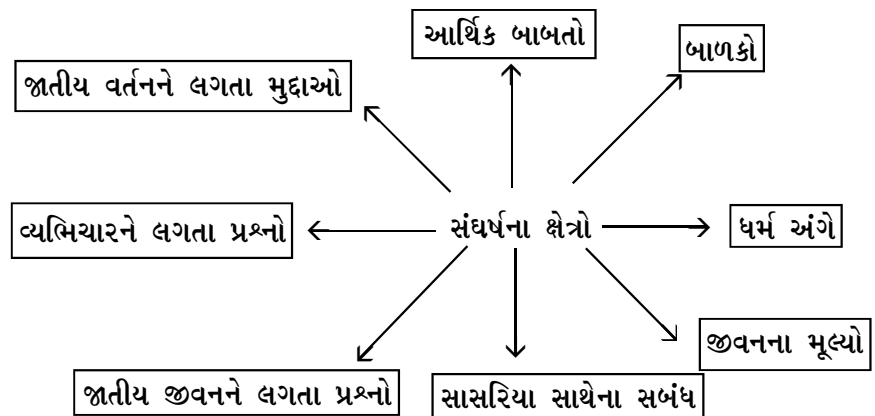 આર્થિક બાબતો
બાળકો
જાતીય વર્તનને લગતા મુદ્દાઓ
વ્યભિચારને લગતા પ્રશ્નો
સંઘર્ષના ક્ષેત્રો
ધર્મ અંગે
જીવનના મૂલ્યો
જાતીય જીવનને લગતા પ્રશ્નો
સાસરિયા સાથેના સબંધ